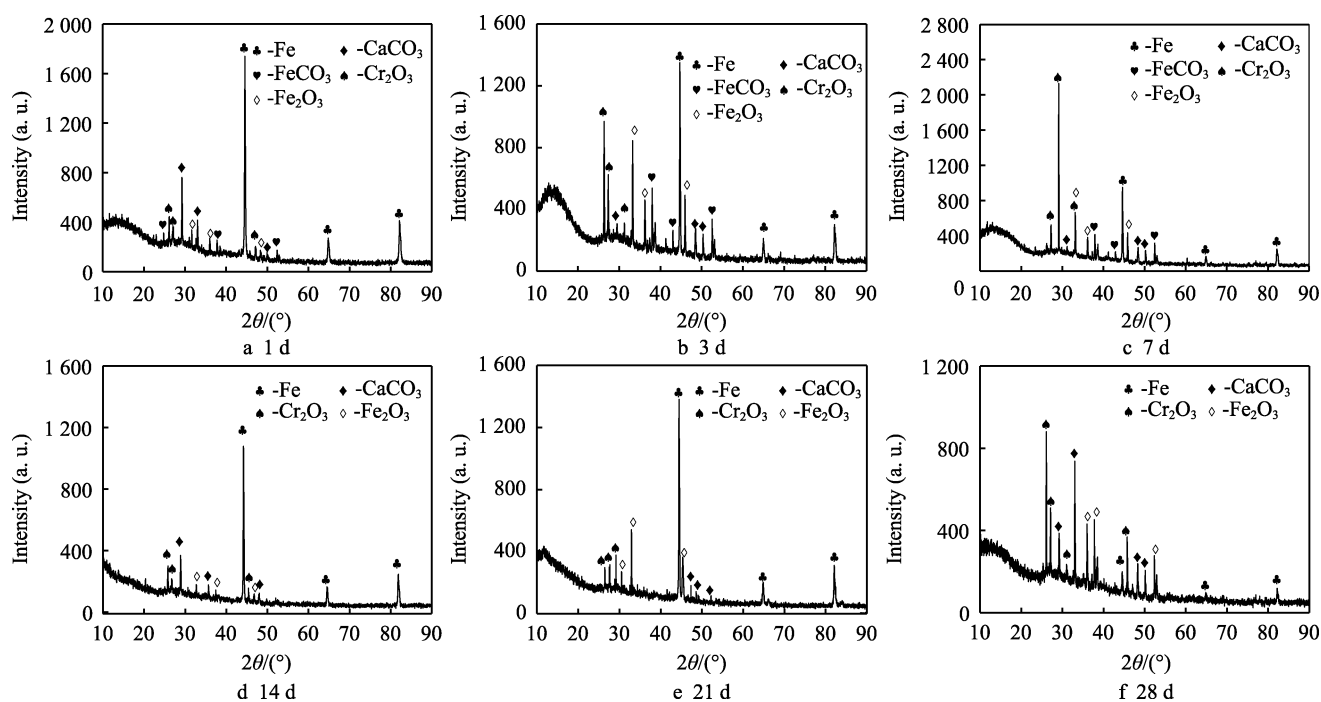 2 000
1 600
1 200
800
400
0
Intensity (a. u.)
♣ -Fe ♦ -CaCO₃
♥ -FeCO₃ ♠ -Cr₂O₃
♢ -Fe₂O₃
10 20 30 40 50 60 70 80 90
2θ/(°)
a 1 d
1 600
1 200
800
400
0
Intensity (a. u.)
♣ -Fe ♦ -CaCO₃
♥ -FeCO₃ ♠ -Cr₂O₃
♢ -Fe₂O₃
10 20 30 40 50 60 70 80 90
2θ/(°)
b 3 d
2 800
2 400
2 000
1 600
1200
800
400
0
Intensity (a. u.)
♣ -Fe ♦ -CaCO₃
♥ -FeCO₃ ♠ -Cr₂O₃
♢ -Fe₂O₃
10 20 30 40 50 60 70 80 90
2θ/(°)
c 7 d
1 600
1 200
800
400
0
Intensity (a. u.)
♣ -Fe ♦ -CaCO₃
♠ -Cr₂O₃ ♢ -Fe₂O₃
10 20 30 40 50 60 70 80 90
2θ/(°)
d 14 d
1 600
1 200
800
400
0
Intensity (a. u.)
♣ -Fe ♦ -CaCO₃
♠ -Cr₂O₃ ♢ -Fe₂O₃
10 20 30 40 50 60 70 80 90
2θ/(°)
e 21 d
1 200
800
400
0
Intensity (a. u.)
♣ -Fe ♦ -CaCO₃
♠ -Cr₂O₃ ♢ -Fe₂O₃
10 20 30 40 50 60 70 80 90
2θ/(°)
f 28 d